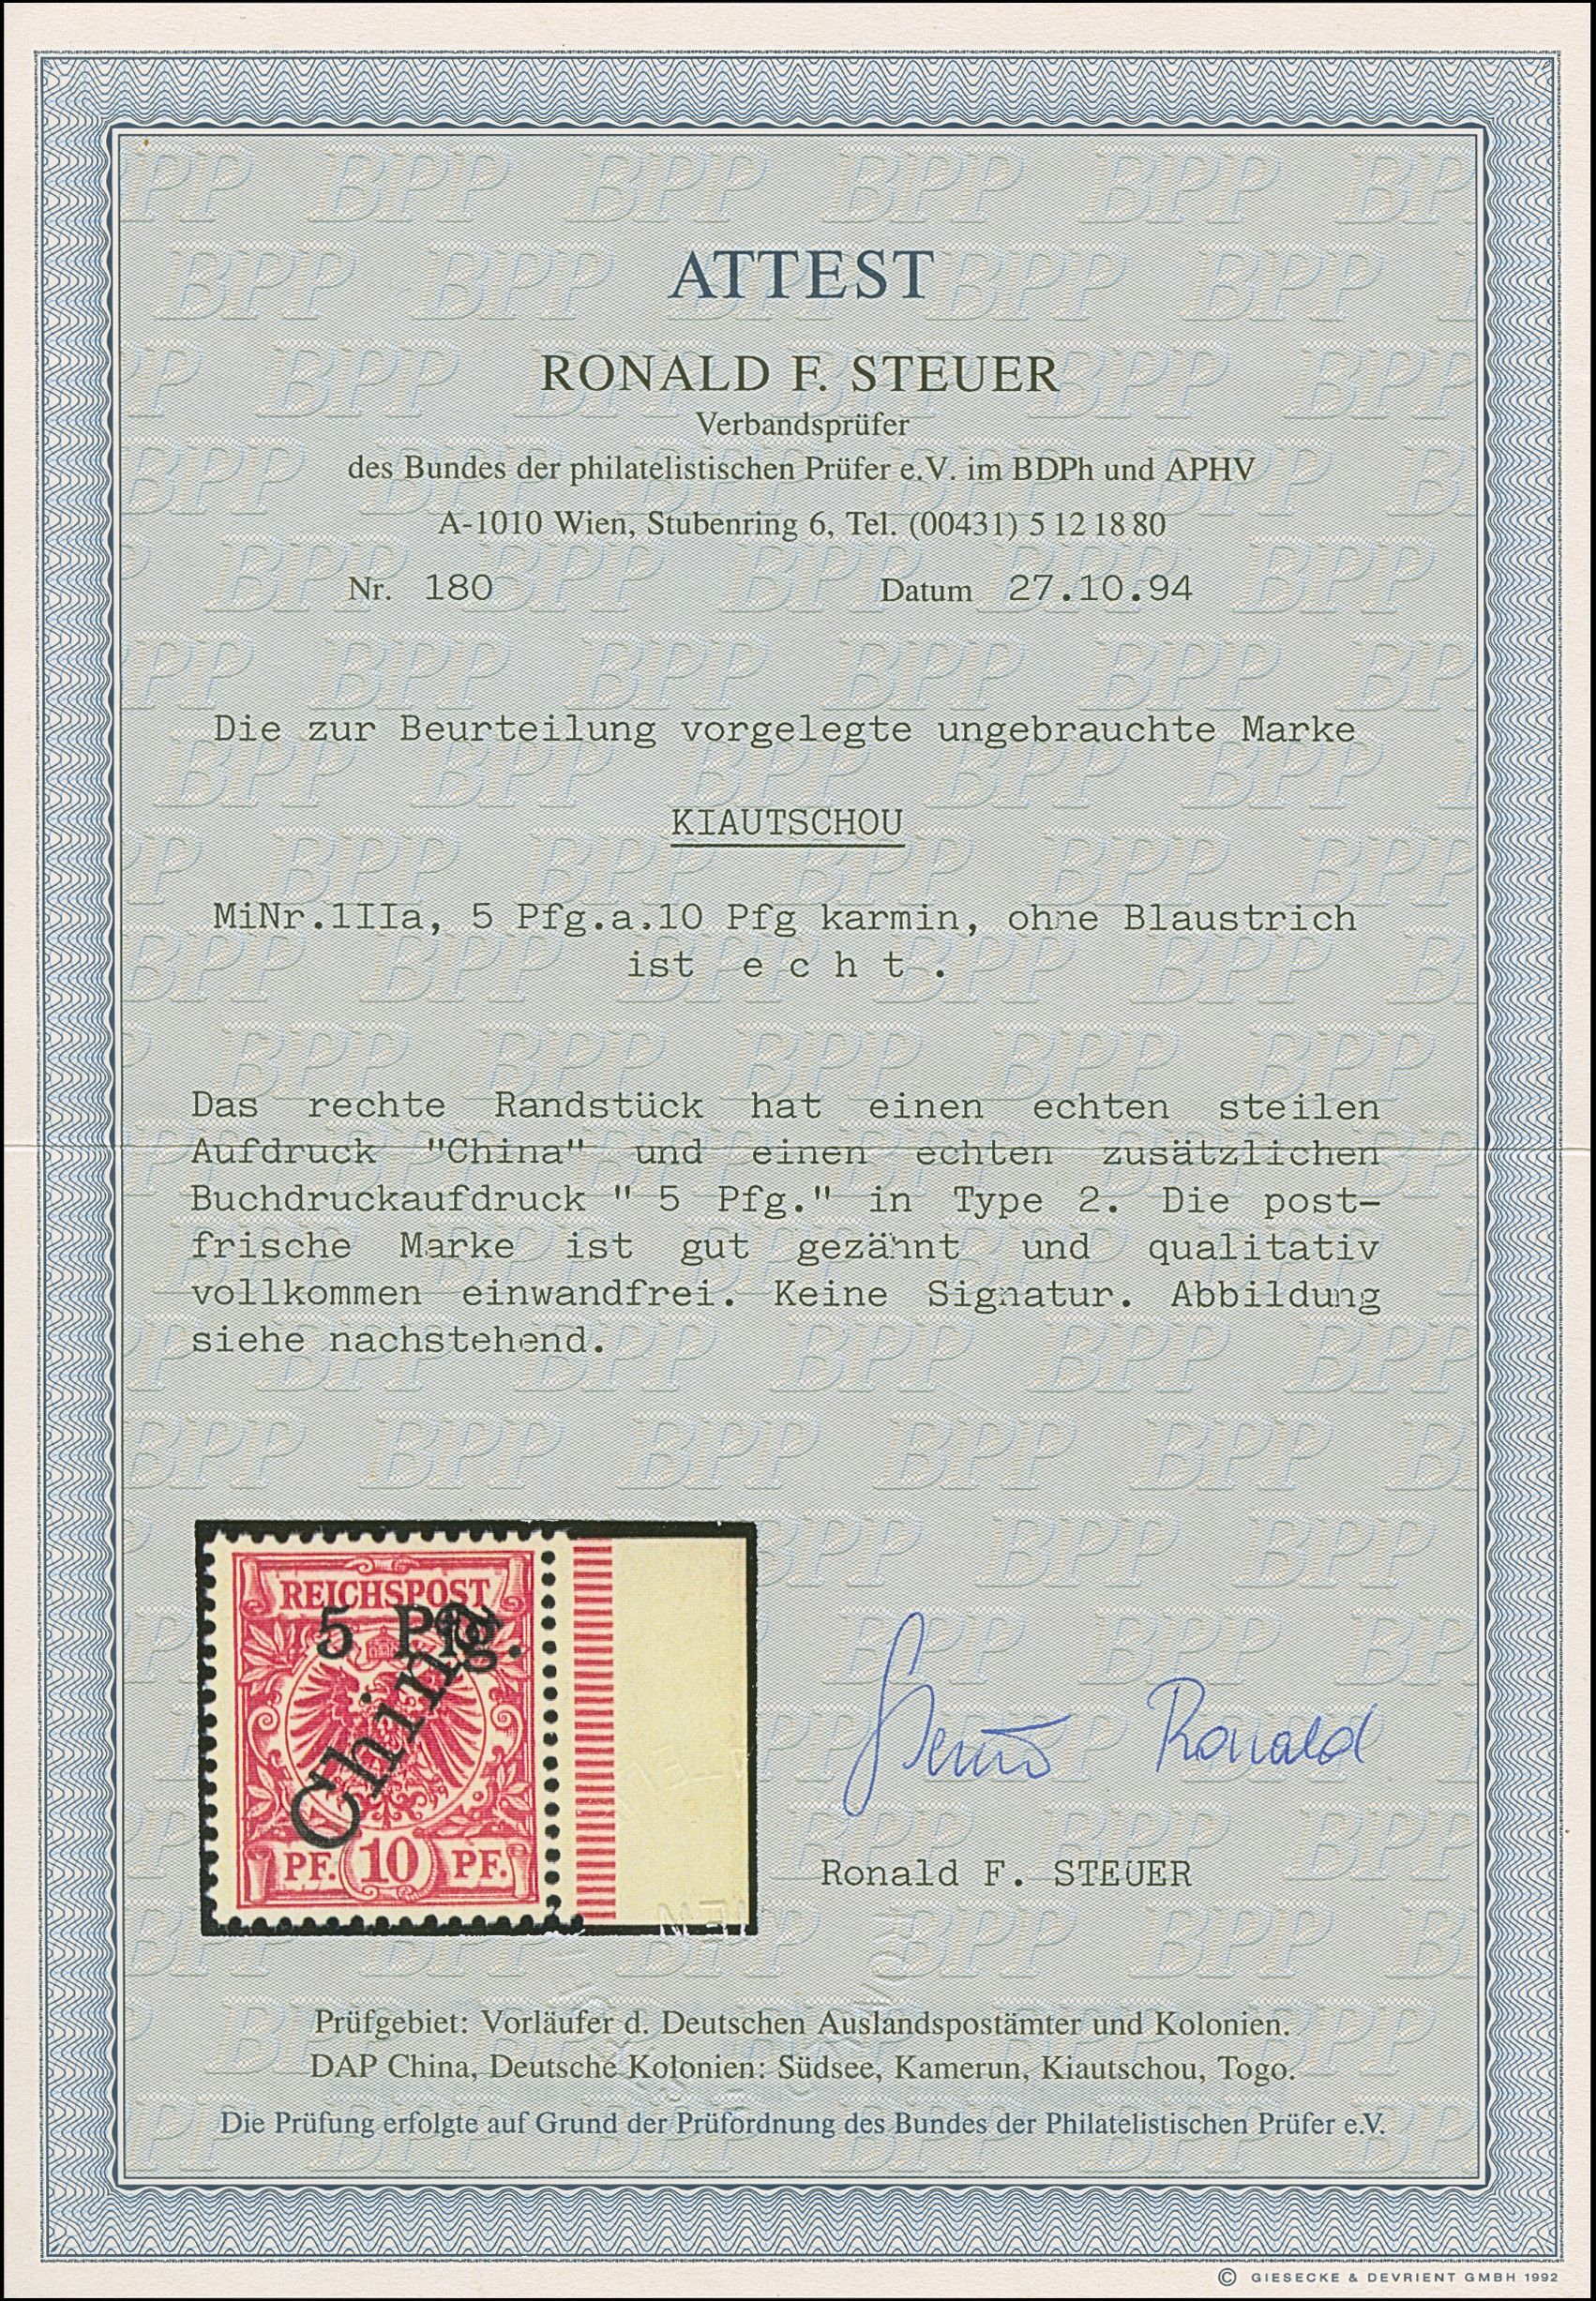 ATTEST
RONALD F. STEUER
Verbandsprüfer
des Bundes der philatelistischen Prüfer e.V. im BDPh und APHV
A-1010 Wien, Stubenring 6, Tel. (00431) 5 12 18 80
Nr. 180 Datum 27.10.94
Die zur Beurteilung vorgelegte ungebrauchte Marke
KIAUTSCHOU
MiNr.1IIa, 5 Pfg.a.10 Pfg karmin, ohne Blaustrich
ist e c h t .
Das rechte Randstück hat einen echten steilen
Aufdruck "China" und einen echten zusätzlichen
Buchdruckaufdruck " 5 Pfg." in Type 2. Die post-
frische Marke ist gut gezähnt und qualitativ
vollkommen einwandfrei. Keine Signatur. Abbildung
siehe nachstehend.
REICHSPOST
5 Pfg.
China
PF. 10 PF.
Steuer Ronald
Ronald F. STEUER
Prüfgebiet: Vorläufer d. Deutschen Auslandspostämter und Kolonien.
DAP China, Deutsche Kolonien: Südsee, Kamerun, Kiautschou, Togo.
Die Prüfung erfolgte auf Grund der Prüfordnung des Bundes der Philatelistischen Prüfer e.V.
© GIESECKE & DEVRIENT GMBH 1992